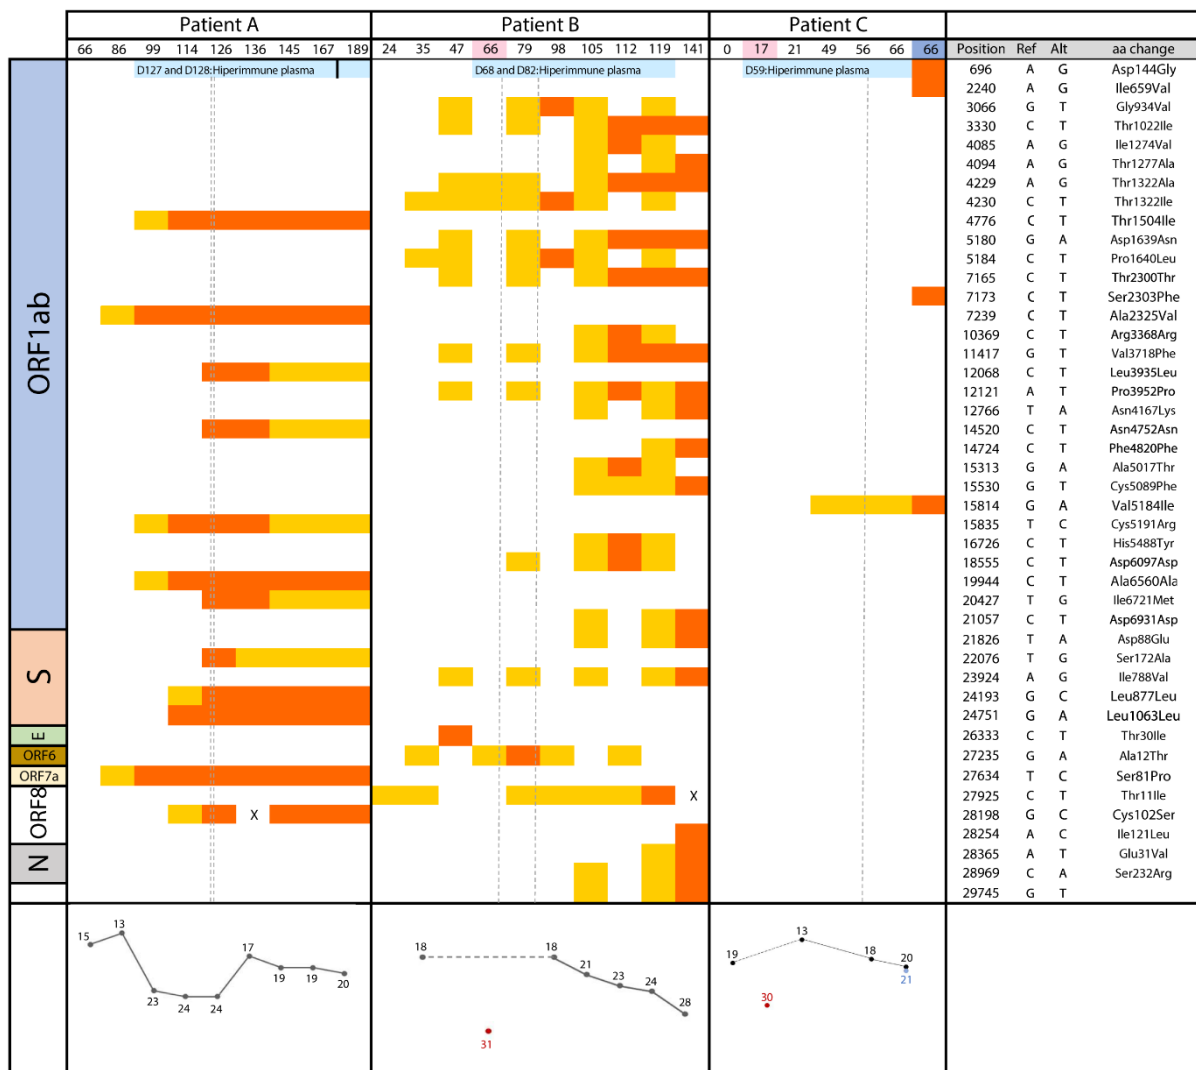 Patient A Patient B Patient C
66 86 99 114 126 136 145 167 189 24 35 47 66 79 98 105 112 119 141 0 17 21 49 56 66 66 Position Ref Alt aa change
D127 and D128:Hiperimmune plasma D68 and D82:Hiperimmune plasma D59:Hiperimmune plasma 696 A G Asp144Gly
2240 A G Ile659Val
3066 G T Gly934Val
3330 C T Thr1022Ile
4085 A G Ile1274Val
4094 A G Thr1277Ala
4229 A G Thr1322Ala
4230 C T Thr1322Ile
4776 C T Thr1504Ile
5180 G A Asp1639Asn
5184 C T Pro1640Leu
7165 C T Thr2300Thr
7173 C T Ser2303Phe
7239 C T Ala2325Val
ORF1ab
10369 C T Arg3368Arg
11417 G T Val3718Phe
12068 C T Leu3935Leu
12121 A T Pro3952Pro
12766 T A Asn4167Lys
14520 C T Asn4752Asn
14724 C T Phe4820Phe
15313 G A Ala5017Thr
15530 G T Cys5089Phe
15814 G A Val5184Ile
15835 T C Cys5191Arg
16726 C T His5488Tyr
18555 C T Asp6097Asp
19944 C T Ala6560Ala
20427 T G Ile6721Met
21057 C T Asp6931Asp
21826 T A Asp88Glu
22076 T G Ser172Ala
S
23924 A G Ile788Val
24193 G C Leu877Leu
24751 G A Leu1063Leu
E 26333 C T Thr30Ile
ORF6 27235 G A Ala12Thr
ORF7a 27634 T C Ser81Pro
X 27925 C T Thr11Ile
ORF8 X 28198 G C Cys102Ser
28254 A C Ile121Leu
N 28365 A T Glu31Val
28969 C A Ser232Arg
29745 G T
15 13 23 24 24 17 19 19 20
18 18 21 23 24 28
31
19 13 18 20
21
30